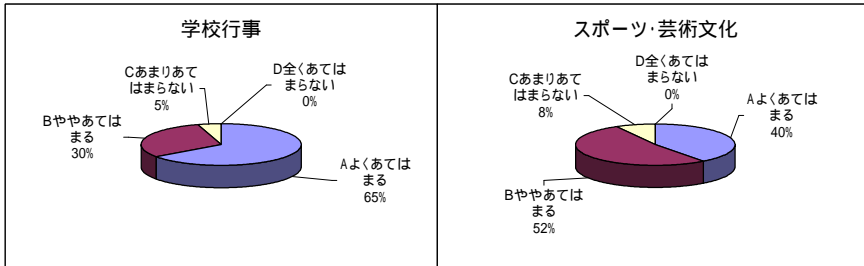 学校行事
Cあまりあて
はまらない
5%
D全くあては
まらない
0%
Bややあては
まる
30%
Aよくあては
まる
65%
スポーツ・芸術文化
Cあまりあて
はまらない
8%
D全くあては
まらない
0%
Aよくあては
まる
40%
Bややあては
まる
52%